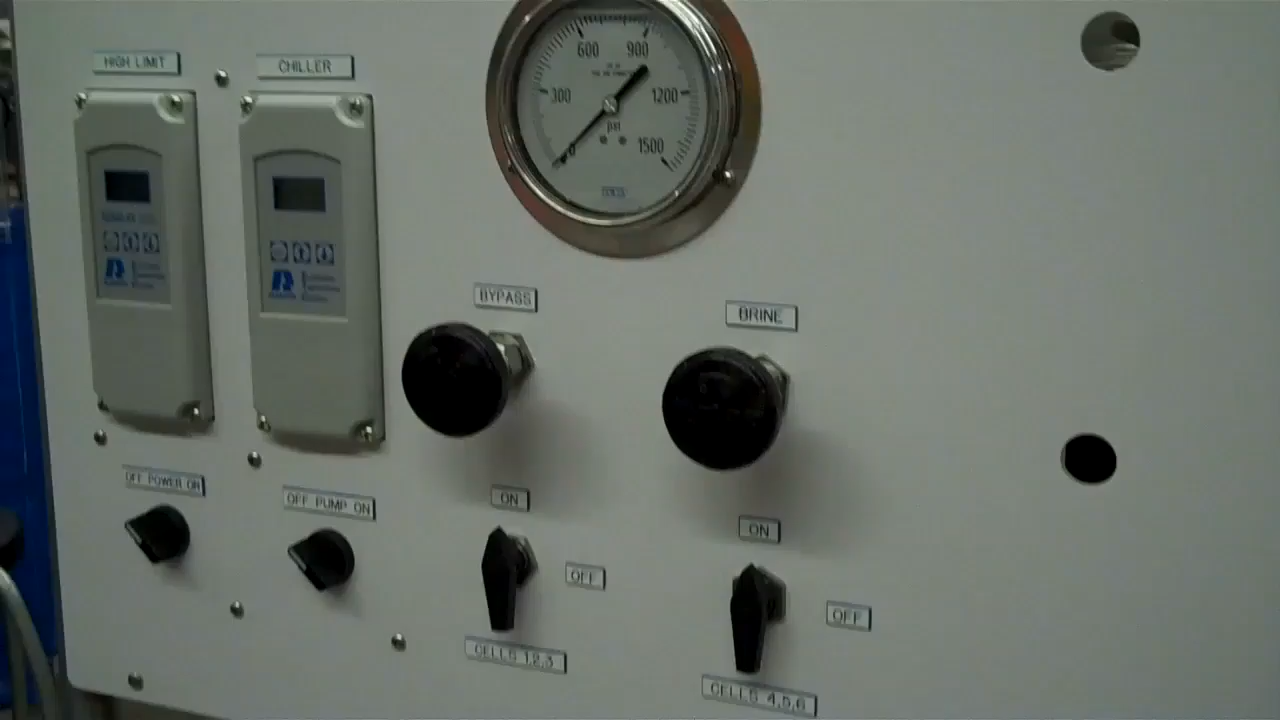 HIGH LIMIT
CHILLER
600 900
300 1200
psi
0 1500
BYPASS
BRINE
OFF POWER ON
OFF PUMP ON
ON
OFF
ON
OFF
CELLS 1,2,3
CELLS 4,5,6